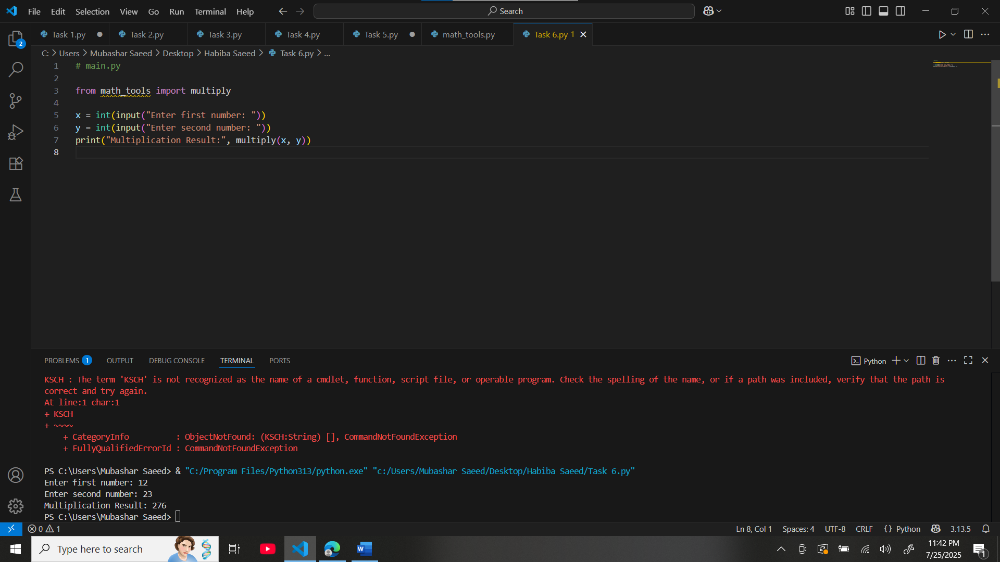 File Edit Selection View Go Run Terminal Help
Search
Task 1.py Task 2.py Task 3.py Task 4.py Task 5.py math_tools.py Task 6.py 1
2
C: > Users > Mubashar Saeed > Desktop > Habiba Saeed > Task 6.py > ...
1 # main.py
2
3 from math_tools import multiply
4
5 x = int(input("Enter first number: "))
6 y = int(input("Enter second number: "))
7 print("Multiplication Result:", multiply(x, y))
8
PROBLEMS 1 OUTPUT DEBUG CONSOLE TERMINAL PORTS
Python
KSCH : The term 'KSCH' is not recognized as the name of a cmdlet, function, script file, or operable program. Check the spelling of the name, or if a path was included, verify that the path is
correct and try again.
At line:1 char:1
+ KSCH
+ ~~~~
+ CategoryInfo : ObjectNotFound: (KSCH:String) [], CommandNotFoundException
+ FullyQualifiedErrorId : CommandNotFoundException
PS C:\Users\Mubashar Saeed> & "C:/Program Files/Python313/python.exe" "c:/Users/Mubashar Saeed/Desktop/Habiba Saeed/Task 6.py"
Enter first number: 12
Enter second number: 23
Multiplication Result: 276
PS C:\Users\Mubashar Saeed>
0 1
Ln 8, Col 1 Spaces: 4 UTF-8 CRLF {} Python 3.13.5
Type here to search
11:42 PM
7/25/2025
1